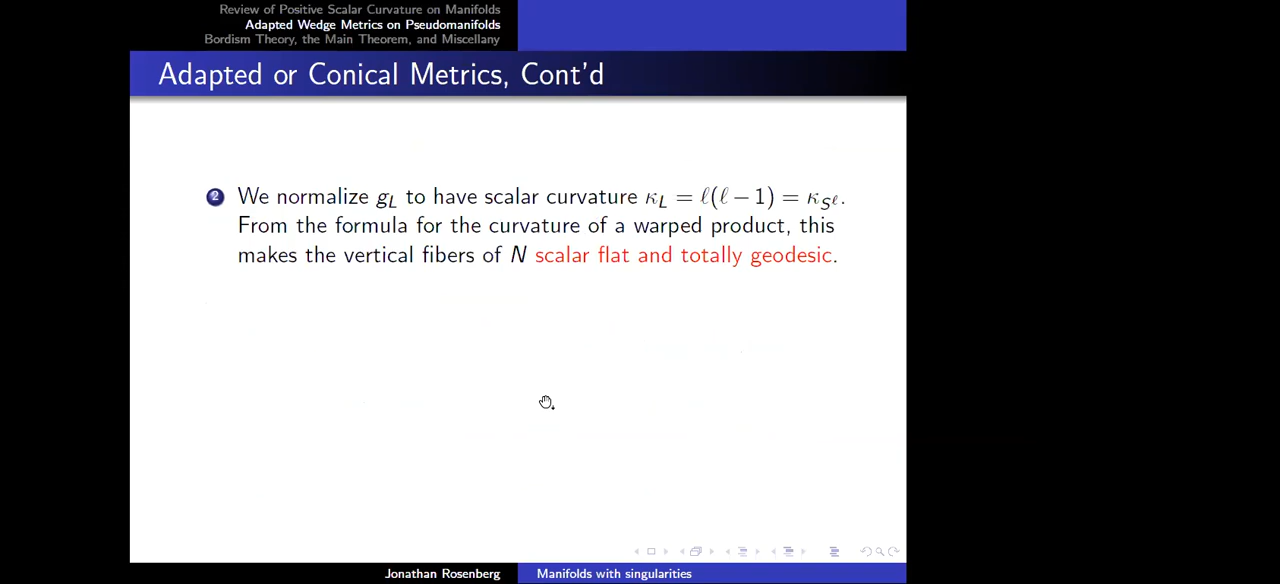 Review of Positive Scalar Curvature on Manifolds
Adapted Wedge Metrics on Pseudomanifolds
Bordism Theory, the Main Theorem, and Miscellany
Adapted or Conical Metrics, Cont'd
2 We normalize g_L to have scalar curvature κ_L = ℓ(ℓ − 1) = κ_{S^ℓ}.
From the formula for the curvature of a warped product, this
makes the vertical fibers of N scalar flat and totally geodesic.
Jonathan Rosenberg Manifolds with singularities